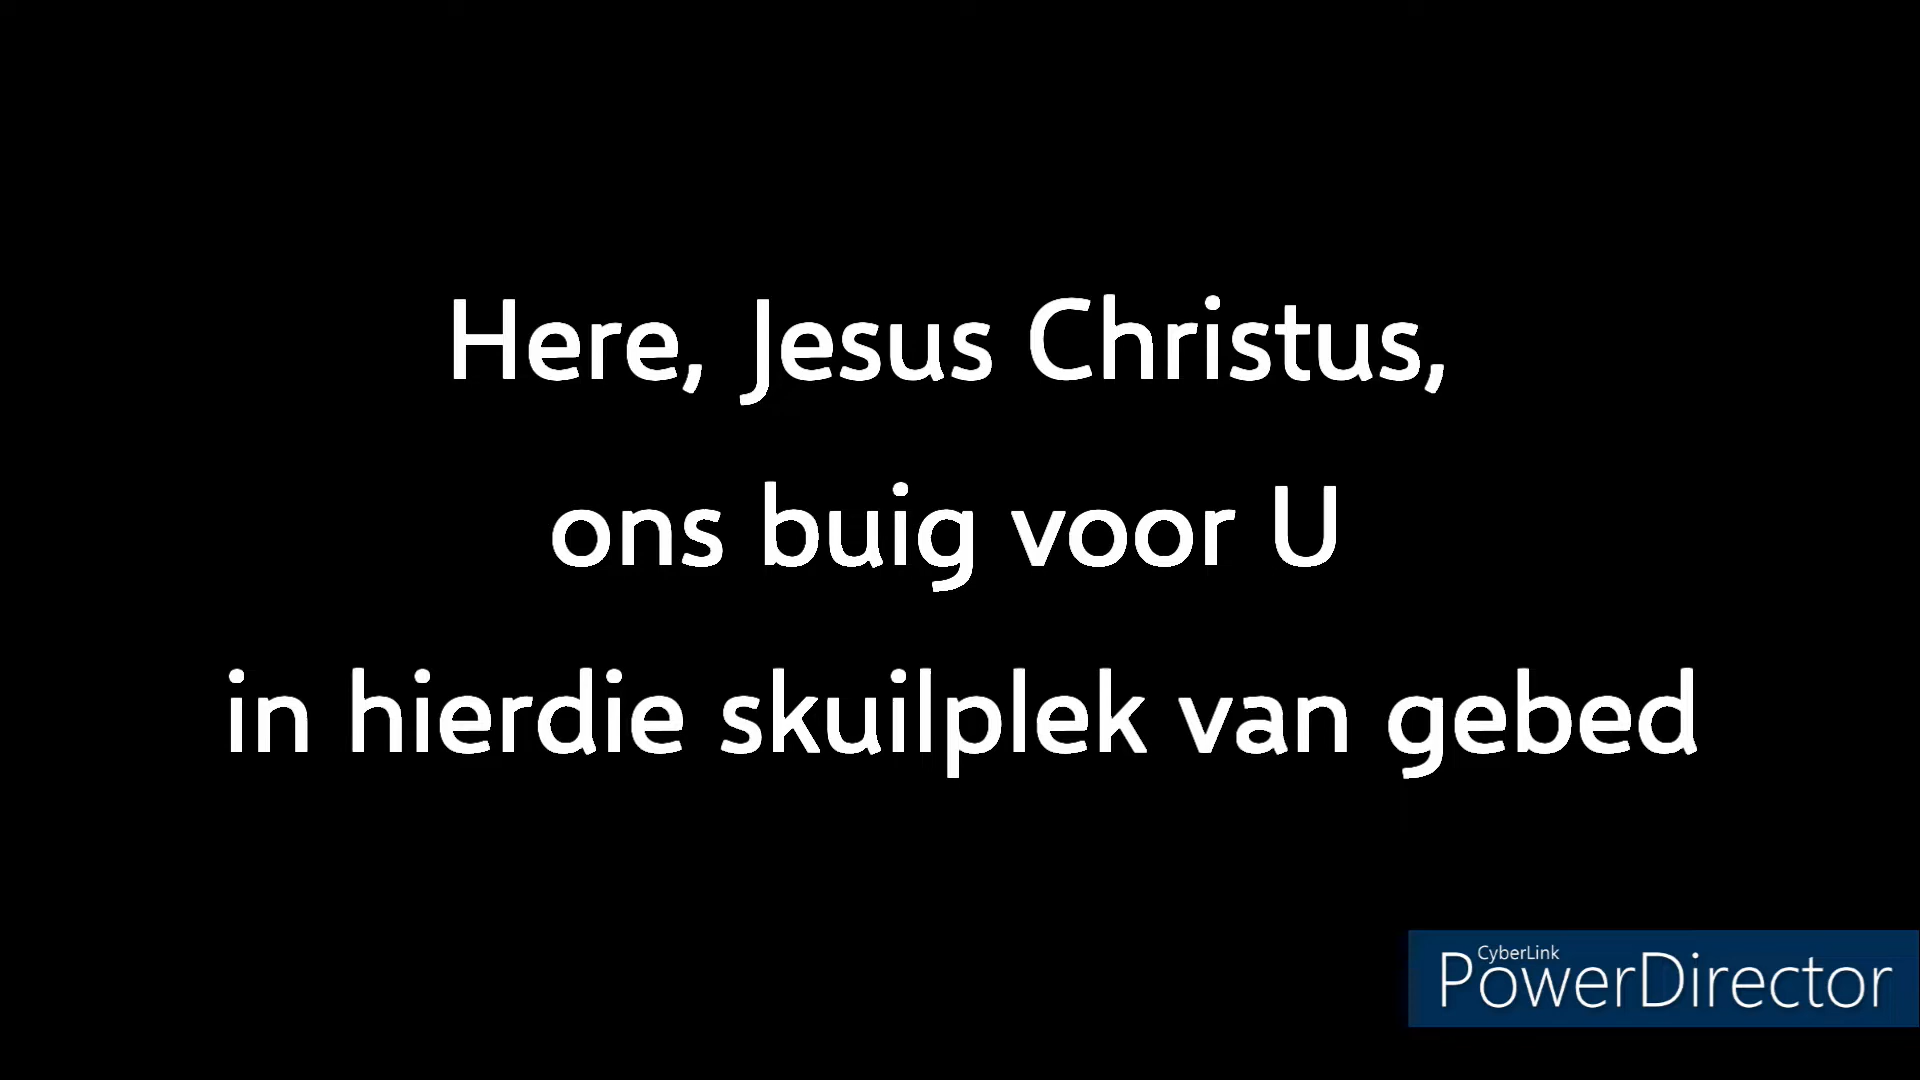 Here, Jesus Christus,
ons buig voor U
in hierdie skuilplek van gebed
CyberLink
PowerDirector